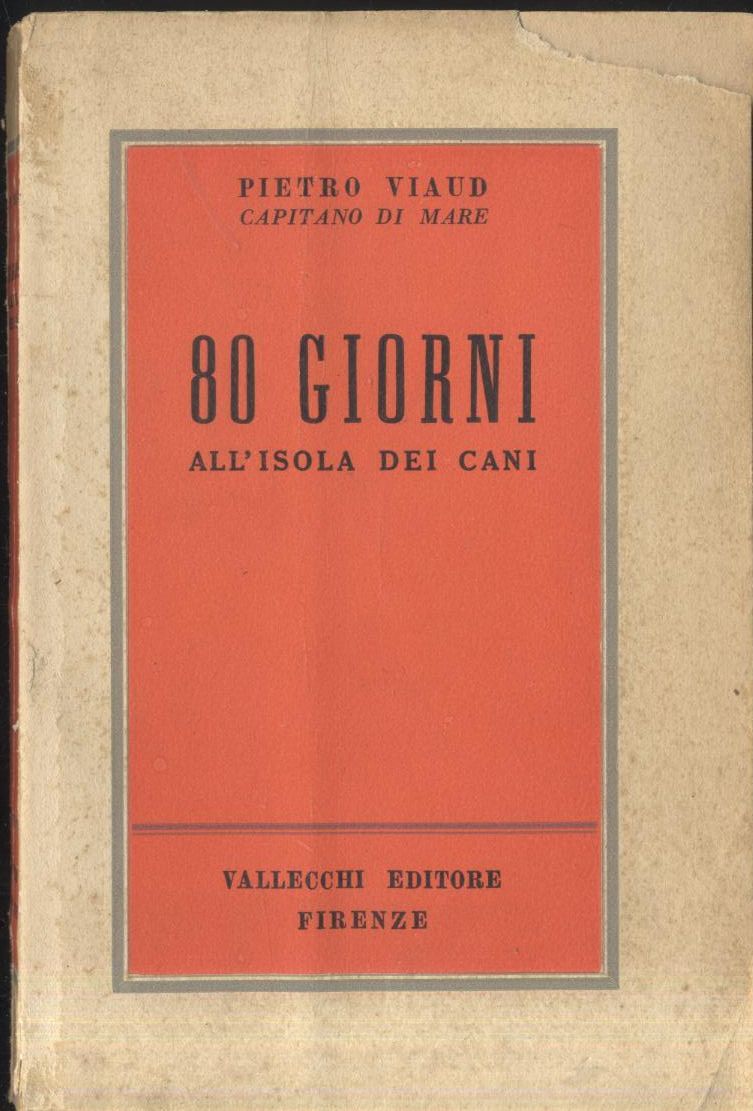 PIETRO VIAUD
CAPITANO DI MARE
80 GIORNI
ALL'ISOLA DEI CANI
VALLECCHI EDITORE
FIRENZE